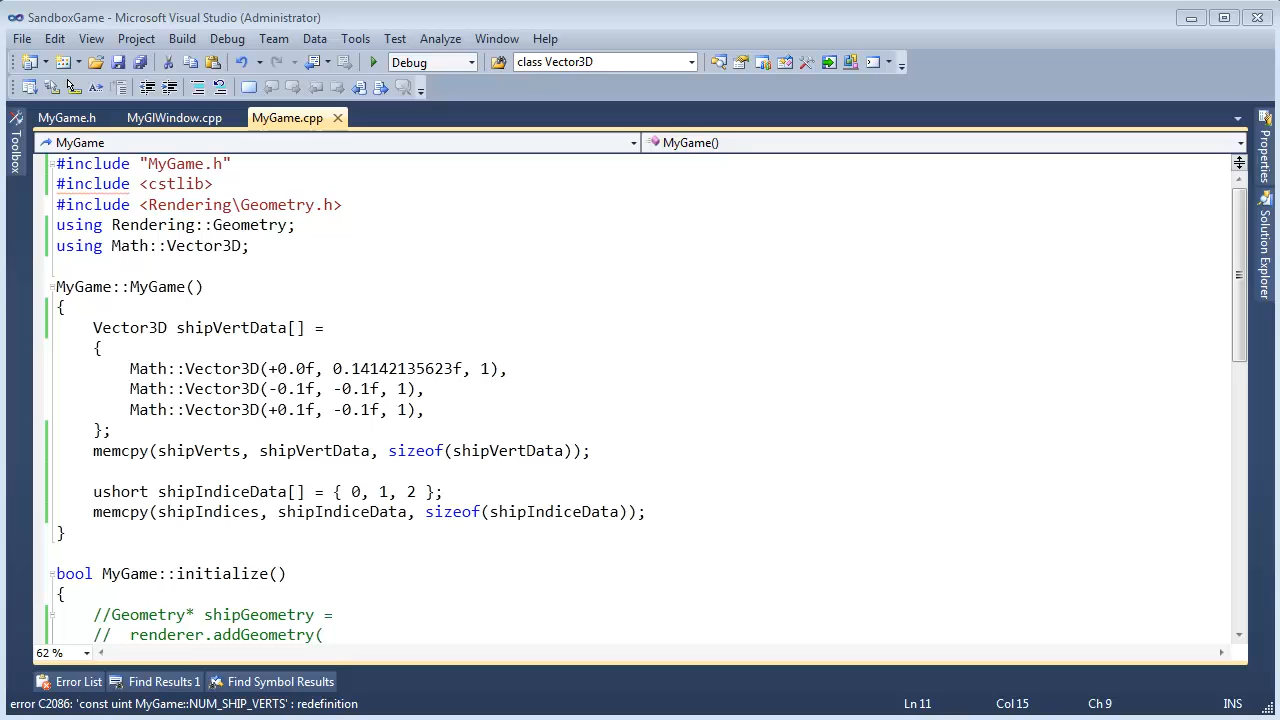 SandboxGame - Microsoft Visual Studio (Administrator)
File Edit View Project Build Debug Team Data Tools Test Analyze Window Help
Debug class Vector3D
MyGame.h MyGlWindow.cpp MyGame.cpp
MyGame MyGame()
Toolbox
Properties
Solution Explorer
#include "MyGame.h"
#include <cstlib>
#include <Rendering\Geometry.h>
using Rendering::Geometry;
using Math::Vector3D;
MyGame::MyGame()
{
Vector3D shipVertData[] =
{
Math::Vector3D(+0.0f, 0.14142135623f, 1),
Math::Vector3D(-0.1f, -0.1f, 1),
Math::Vector3D(+0.1f, -0.1f, 1),
};
memcpy(shipVerts, shipVertData, sizeof(shipVertData));
ushort shipIndiceData[] = { 0, 1, 2 };
memcpy(shipIndices, shipIndiceData, sizeof(shipIndiceData));
}
bool MyGame::initialize()
{
//Geometry* shipGeometry =
// renderer.addGeometry(
62 %
Error List Find Results 1 Find Symbol Results
error C2086: 'const uint MyGame::NUM_SHIP_VERTS' : redefinition Ln 11 Col 15 Ch 9 INS